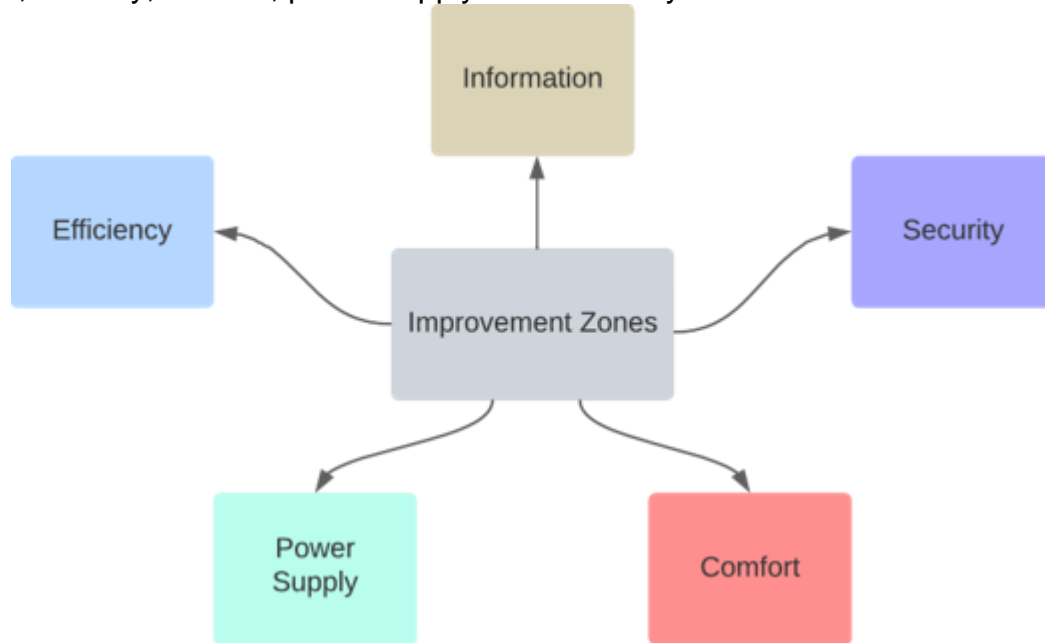 Information
Efficiency
Security
Improvement Zones
Power
Supply
Comfort